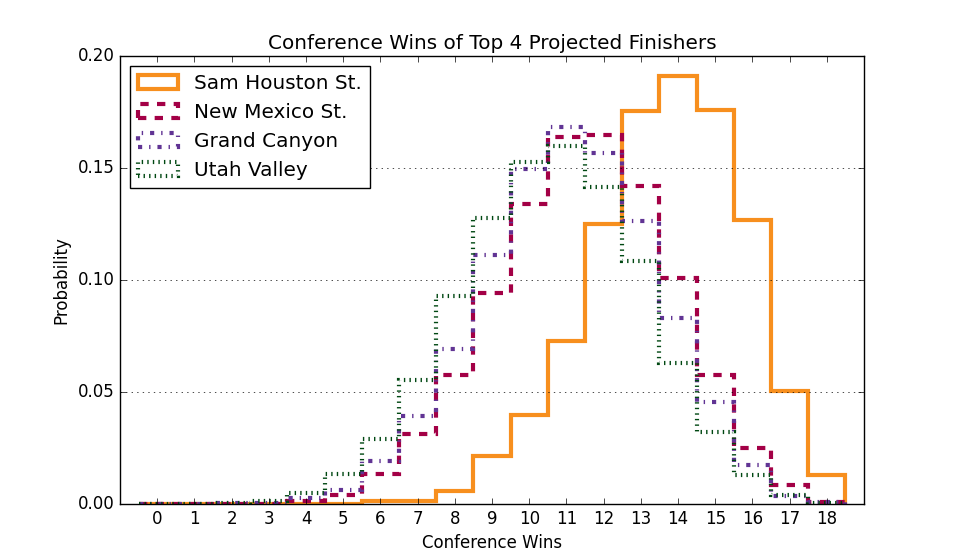 Conference Wins of Top 4 Projected Finishers
Sam Houston St.
New Mexico St.
Grand Canyon
Utah Valley
0.20
0.15
0.10
0.05
0.00
Probability
0 1 2 3 4 5 6 7 8 9 10 11 12 13 14 15 16 17 18
Conference Wins